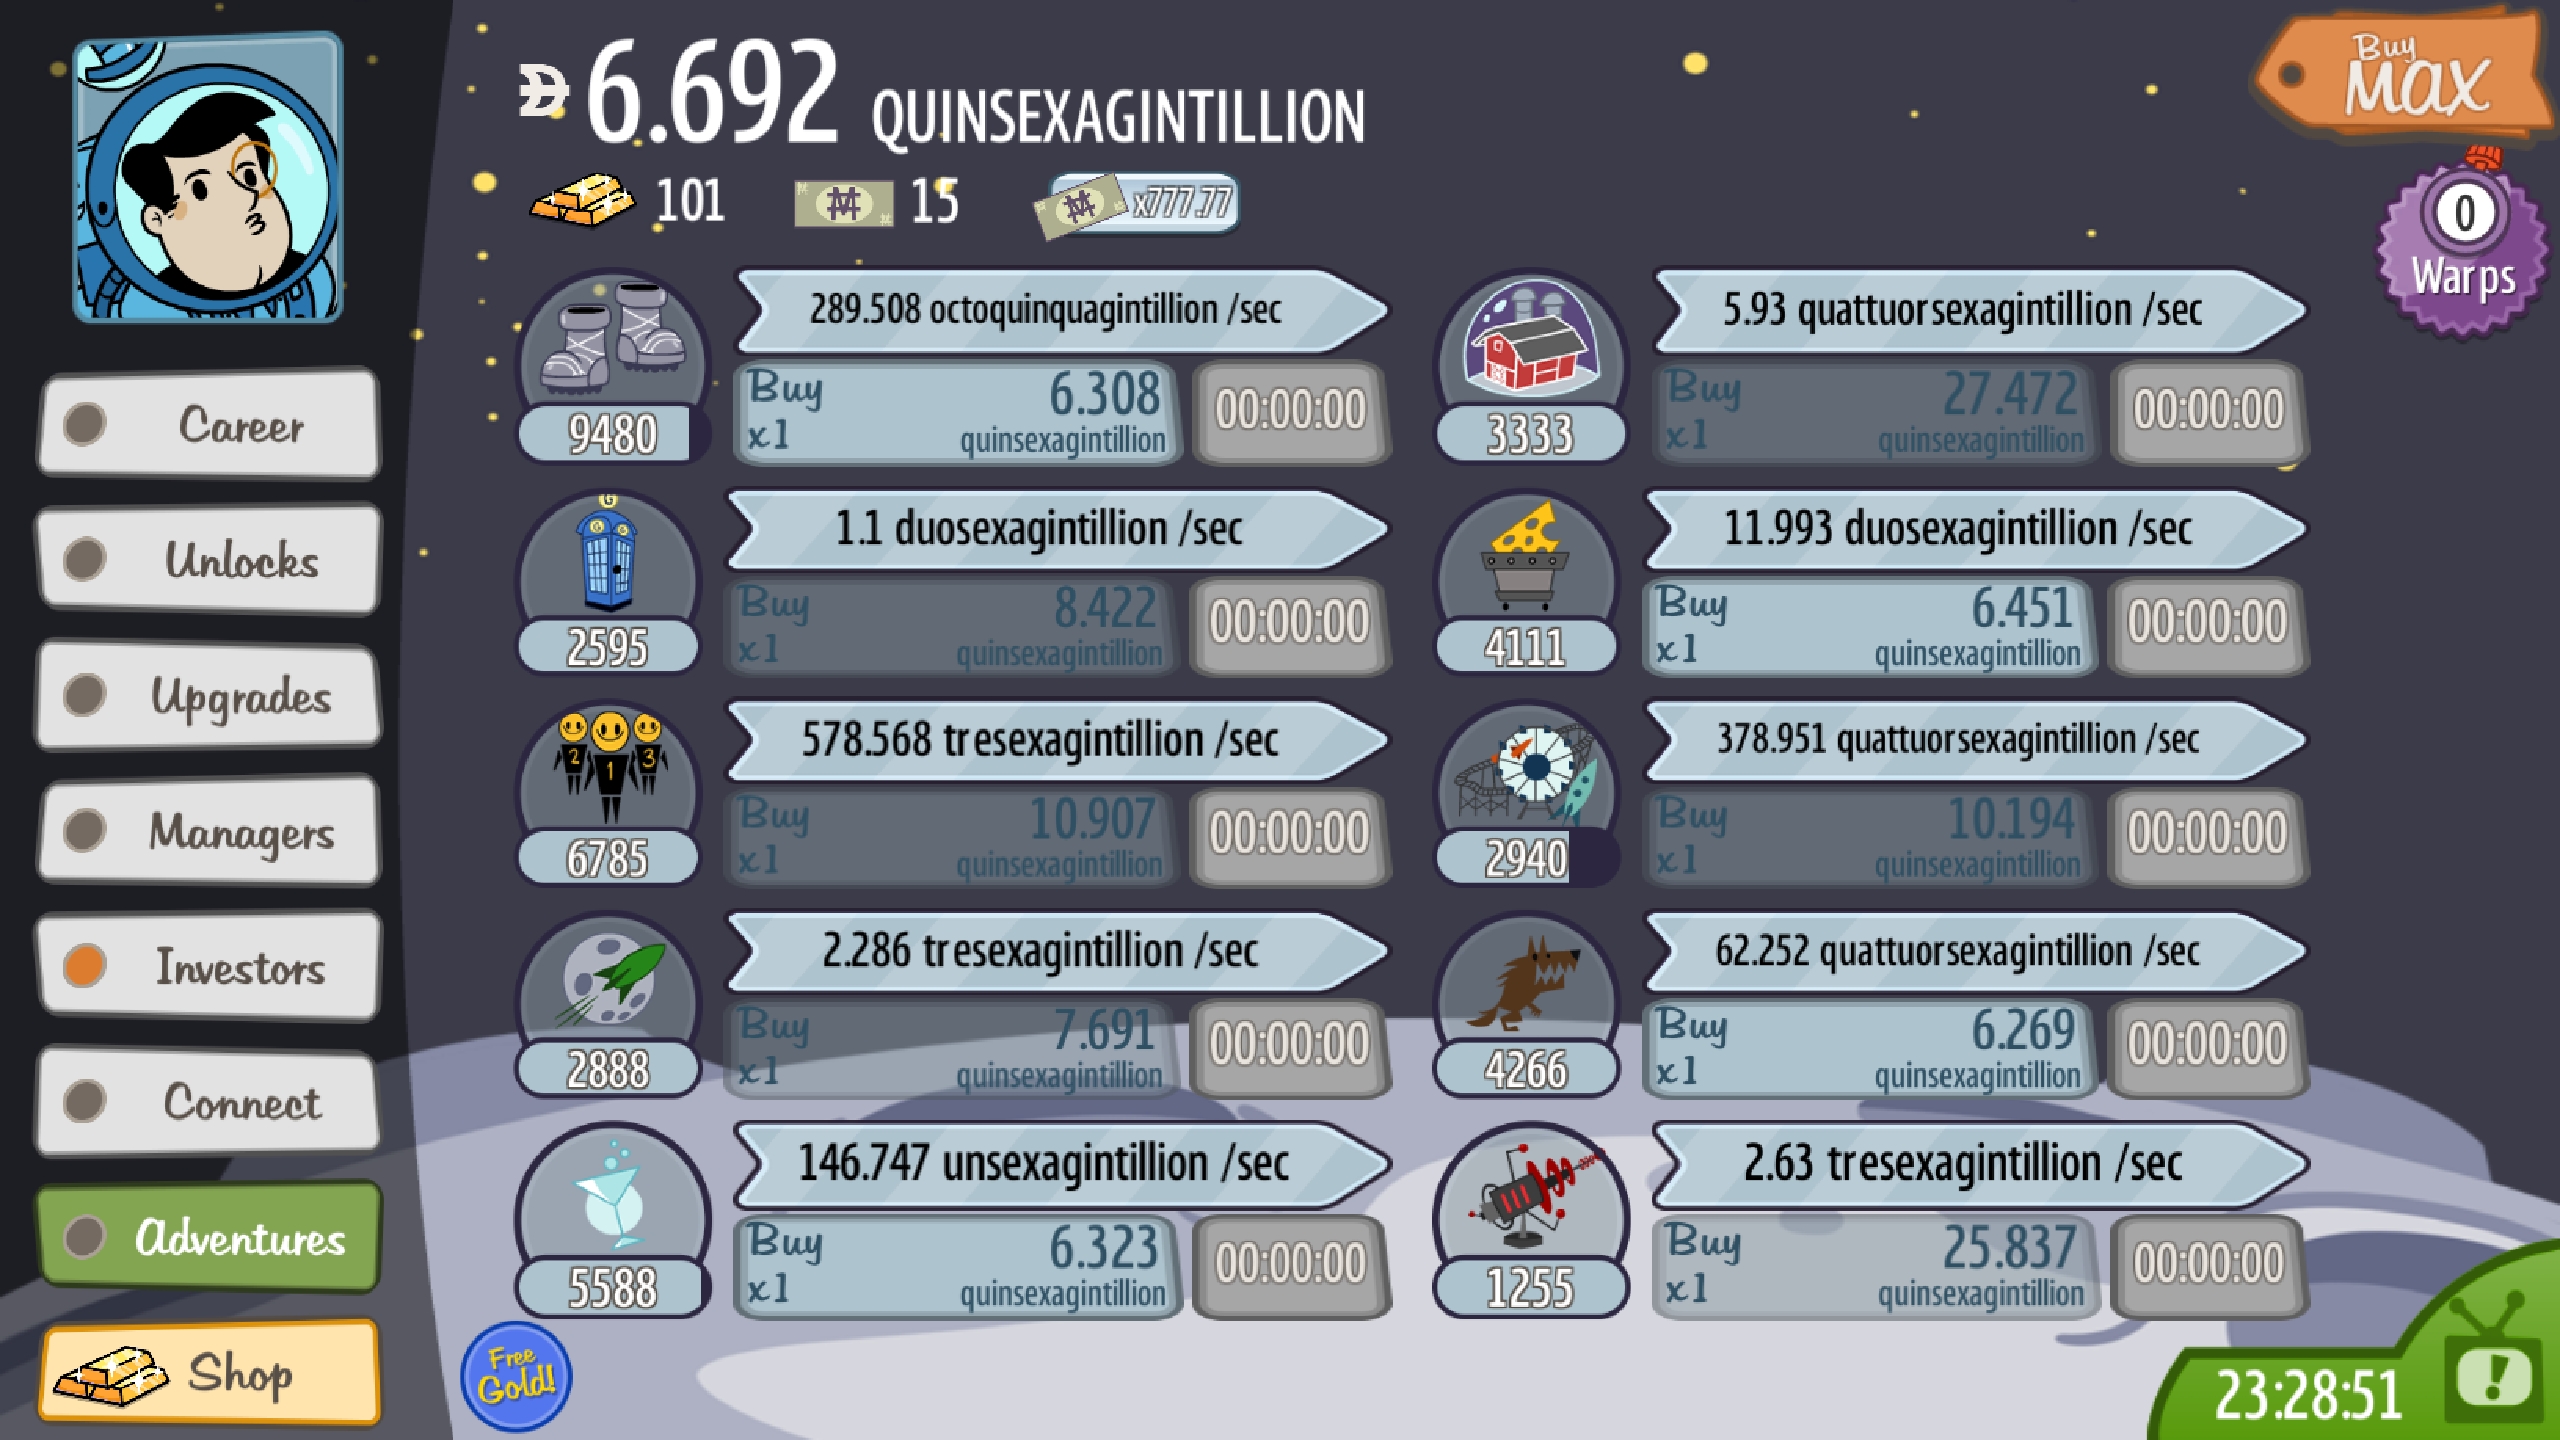 6.692 QUINSEXAGINTILLION
Buy
MAX
101
15
x777.77
0
Warps
Career
Unlocks
Upgrades
Managers
Investors
Connect
Adventures
Shop
289.508 octoquinquagintillion /sec
Buy 6.308
x1 quinsexagintillion
00:00:00
9480
5.93 quattuorsexagintillion /sec
Buy 27.472
x1 quinsexagintillion
00:00:00
3333
1.1 duosexagintillion /sec
Buy 8.422
x1 quinsexagintillion
00:00:00
2595
11.993 duosexagintillion /sec
Buy 6.451
x1 quinsexagintillion
00:00:00
4111
2 1 3
578.568 tresexagintillion /sec
Buy 10.907
x1 quinsexagintillion
00:00:00
6785
378.951 quattuorsexagintillion /sec
Buy 10.194
x1 quinsexagintillion
00:00:00
2940
2.286 tresexagintillion /sec
Buy 7.691
x1 quinsexagintillion
00:00:00
2888
62.252 quattuorsexagintillion /sec
Buy 6.269
x1 quinsexagintillion
00:00:00
4266
146.747 unsexagintillion /sec
Buy 6.323
x1 quinsexagintillion
00:00:00
5588
2.63 tresexagintillion /sec
Buy 25.837
x1 quinsexagintillion
00:00:00
1255
Free
Gold!
23:28:51
!